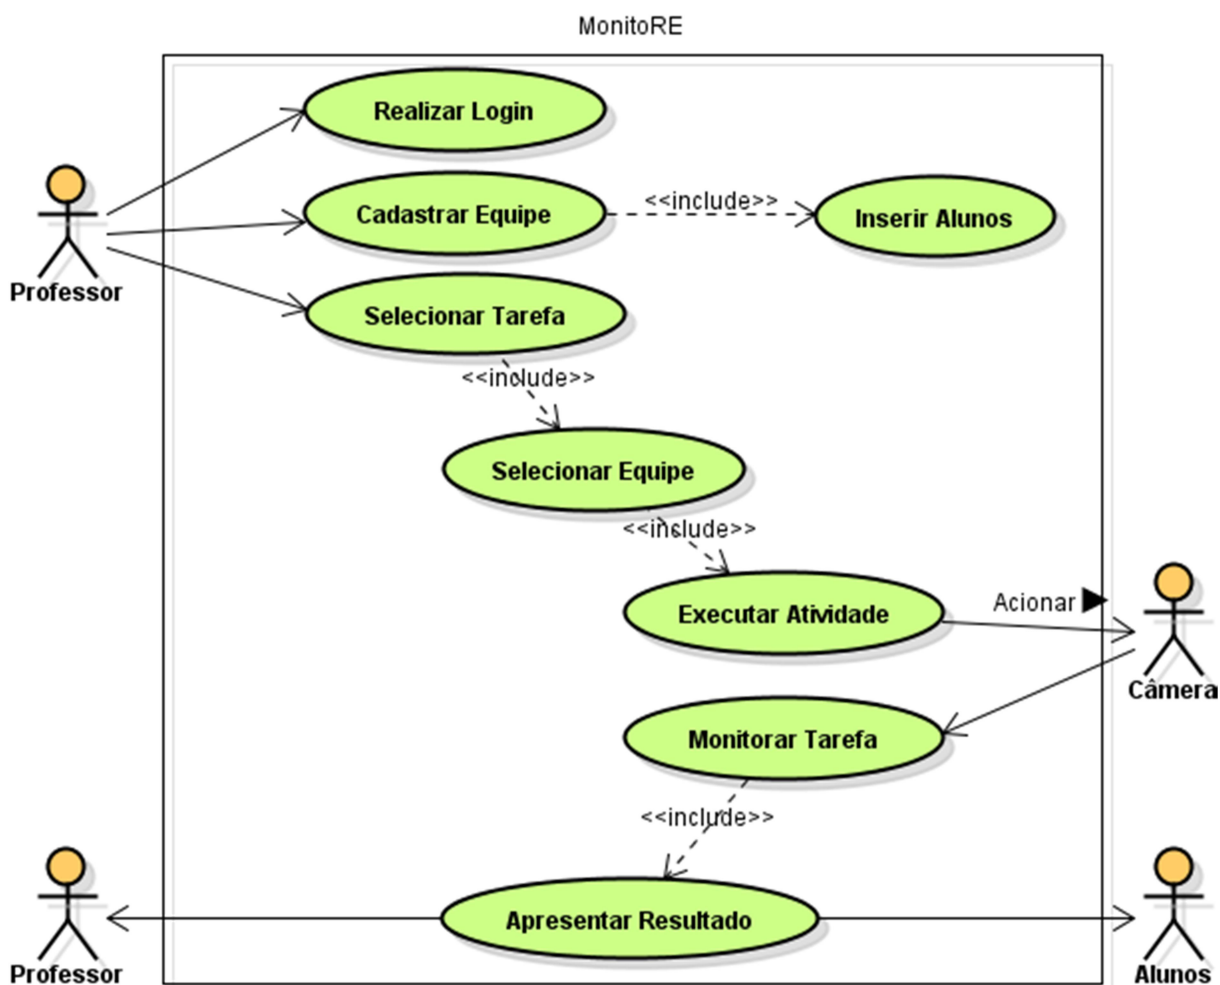 MonitoRE
Realizar Login
Cadastrar Equipe
<<include>>
Inserir Alunos
Professor
Selecionar Tarefa
<<include>>
Selecionar Equipe
<<include>>
Executar Atividade
Acionar
Câmera
Monitorar Tarefa
<<include>>
Apresentar Resultado
Professor
Alunos